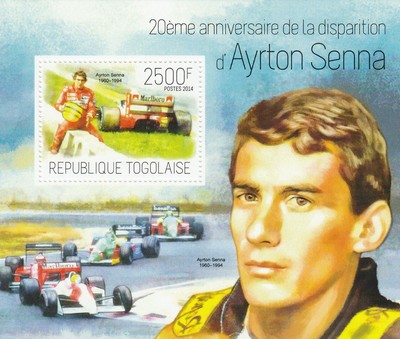 20ème anniversaire de la disparition
d'Ayrton Senna
Ayrton Senna
1960-1994
2500F
POSTES 2014
Marlboro
REPUBLIQUE TOGOLAISE
Ayrton Senna
1960-1994